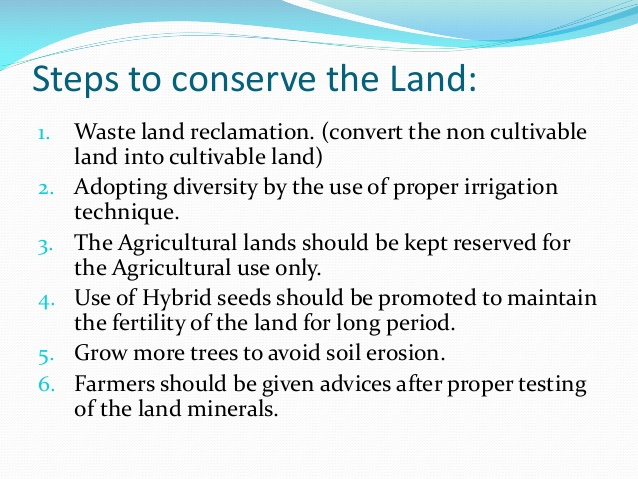 Steps to conserve the Land:
1. Waste land reclamation. (convert the non cultivable
land into cultivable land)
2. Adopting diversity by the use of proper irrigation
technique.
3. The Agricultural lands should be kept reserved for
the Agricultural use only.
4. Use of Hybrid seeds should be promoted to maintain
the fertility of the land for long period.
5. Grow more trees to avoid soil erosion.
6. Farmers should be given advices after proper testing
of the land minerals.